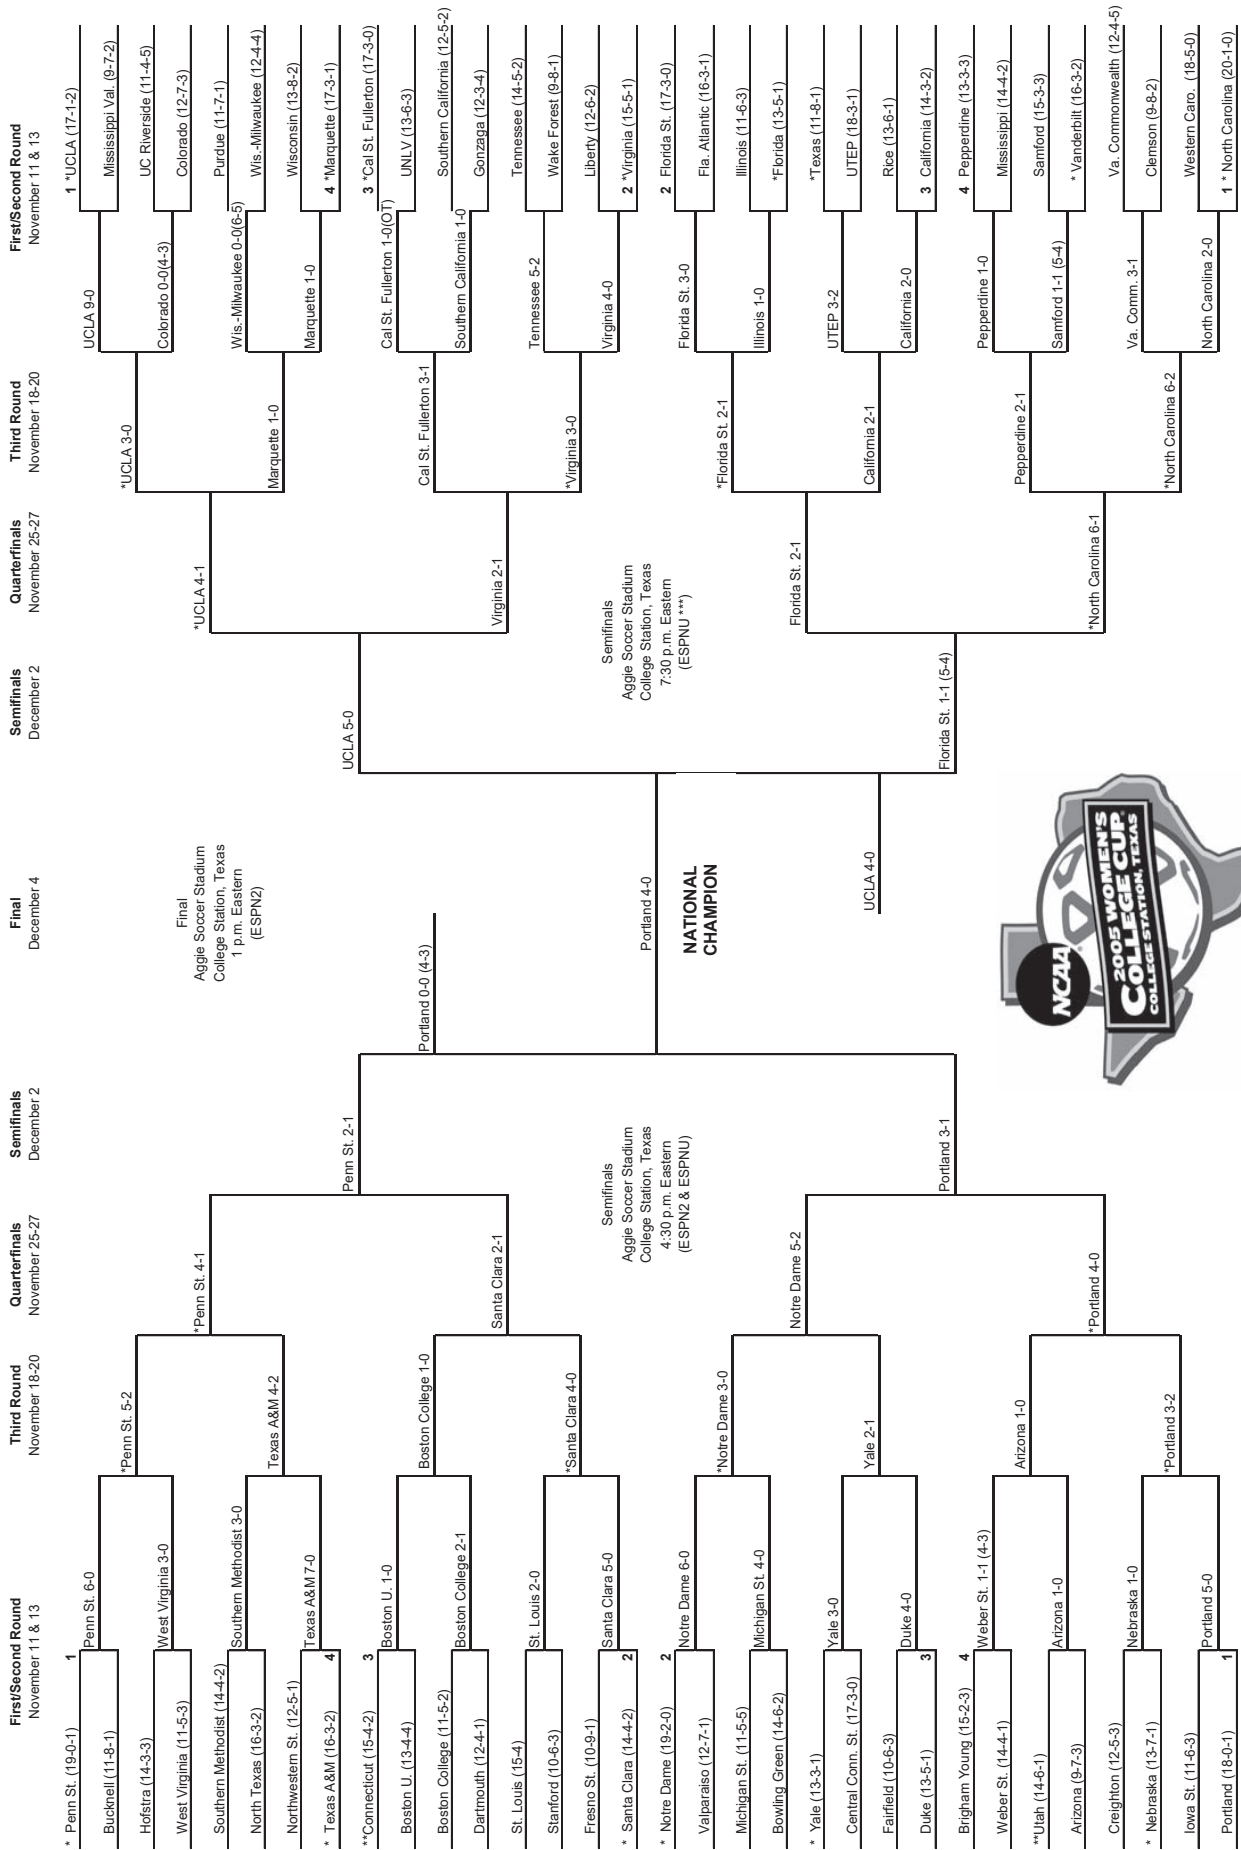 First/Second Round
November 11 & 13
Third Round
November 18-20
Quarterfinals
November 25-27
Semifinals
December 2
Final
December 4
Semifinals
December 2
Quarterfinals
November 25-27
Third Round
November 18-20
First/Second Round
November 11 & 13
* Penn St. (19-0-1) 1
Bucknell (11-8-1)
Hofstra (14-3-3)
West Virginia (11-5-3)
Southern Methodist (14-4-2)
North Texas (16-3-2)
Northwestern St. (12-5-1)
* Texas A&M (16-3-2) 4
**Connecticut (15-4-2) 3
Boston U. (13-4-4)
Boston College (11-5-2)
Dartmouth (12-4-1)
St. Louis (15-4)
Stanford (10-6-3)
Fresno St. (10-9-1)
* Santa Clara (14-4-2) 2
* Notre Dame (19-2-0) 2
Valparaiso (12-7-1)
Michigan St. (11-5-5)
Bowling Green (14-6-2)
* Yale (13-3-1)
Central Conn. St. (17-3-0)
Fairfield (10-6-3)
Duke (13-5-1) 3
Brigham Young (15-2-3) 4
Weber St. (14-4-1)
**Utah (14-6-1)
Arizona (9-7-3)
Creighton (12-5-3)
* Nebraska (13-7-1)
Iowa St. (11-6-3)
Portland (18-0-1) 1
Penn St. 6-0
West Virginia 3-0
Southern Methodist 3-0
Texas A&M 7-0
Boston U. 1-0
Boston College 2-1
St. Louis 2-0
Santa Clara 5-0
Notre Dame 6-0
Michigan St. 4-0
Yale 3-0
Duke 4-0
Weber St. 1-1 (4-3)
Arizona 1-0
Nebraska 1-0
Portland 5-0
*Penn St. 5-2
Texas A&M 4-2
Boston College 1-0
*Santa Clara 4-0
*Notre Dame 3-0
Yale 2-1
Arizona 1-0
*Portland 3-2
*Penn St. 4-1
Santa Clara 2-1
Notre Dame 5-2
*Portland 4-0
Penn St. 2-1
Portland 3-1
Semifinals
Aggie Soccer Stadium
College Station, Texas
4:30 p.m. Eastern
(ESPN2 & ESPNU)
Portland 0-0 (4-3)
Final
Aggie Soccer Stadium
College Station, Texas
1 p.m. Eastern
(ESPN2)
Portland 4-0
NATIONAL
CHAMPION
UCLA 4-0
NCAA
2005 WOMEN'S
COLLEGE CUP
COLLEGE STATION, TEXAS
UCLA 5-0
Florida St. 1-1 (5-4)
Semifinals
Aggie Soccer Stadium
College Station, Texas
7:30 p.m. Eastern
(ESPNU ***)
*UCLA 4-1
Virginia 2-1
Florida St. 2-1
*North Carolina 6-1
*UCLA 3-0
Marquette 1-0
Cal St. Fullerton 3-1
*Virginia 3-0
*Florida St. 2-1
California 2-1
Pepperdine 2-1
*North Carolina 6-2
UCLA 9-0
Colorado 0-0(4-3)
Wis.-Milwaukee 0-0(6-5)
Marquette 1-0
Cal St. Fullerton 1-0(OT)
Southern California 1-0
Tennessee 5-2
Virginia 4-0
Florida St. 3-0
Illinois 1-0
UTEP 3-2
California 2-0
Pepperdine 1-0
Samford 1-1 (5-4)
Va. Comm. 3-1
North Carolina 2-0
1 *UCLA (17-1-2)
Mississippi Val. (9-7-2)
UC Riverside (11-4-5)
Colorado (12-7-3)
Purdue (11-7-1)
Wis.-Milwaukee (12-4-4)
Wisconsin (13-8-2)
4 *Marquette (17-3-1)
3 *Cal St. Fullerton (17-3-0)
UNLV (13-6-3)
Southern California (12-5-2)
Gonzaga (12-3-4)
Tennessee (14-5-2)
Wake Forest (9-8-1)
Liberty (12-6-2)
2 *Virginia (15-5-1)
2 Florida St. (17-3-0)
Fla. Atlantic (16-3-1)
Illinois (11-6-3)
*Florida (13-5-1)
*Texas (11-8-1)
UTEP (18-3-1)
Rice (13-6-1)
3 California (14-3-2)
4 Pepperdine (13-3-3)
Mississippi (14-4-2)
Samford (15-3-3)
* Vanderbilt (16-3-2)
Va. Commonwealth (12-4-5)
Clemson (9-8-2)
Western Caro. (18-5-0)
1 * North Carolina (20-1-0)